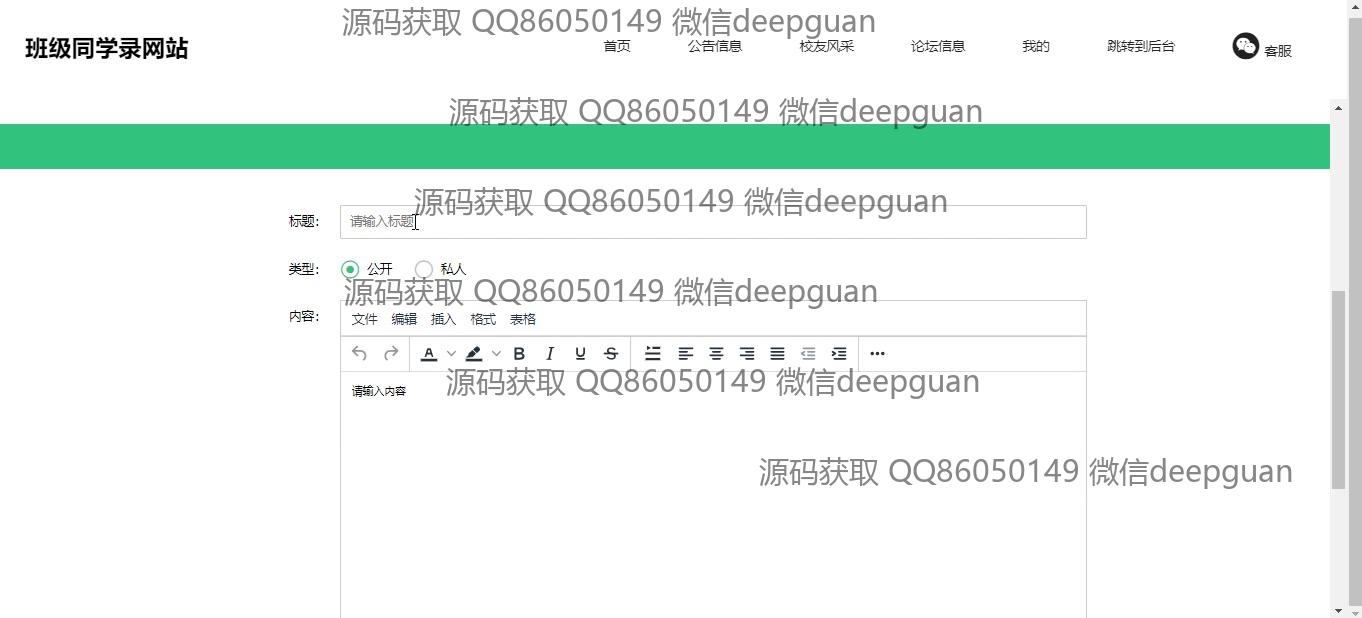 源码获取 QQ86050149 微信deepguan
班级同学录网站
首页 公告信息 校友风采 论坛信息 我的 跳转到后台 客服
源码获取 QQ86050149 微信deepguan
源码获取 QQ86050149 微信deepguan
标题: 请输入标题
类型: 公开 私人
源码获取 QQ86050149 微信deepguan
内容: 文件 编辑 插入 格式 表格
A B I U S
源码获取 QQ86050149 微信deepguan
请输入内容
源码获取 QQ86050149 微信deepguan